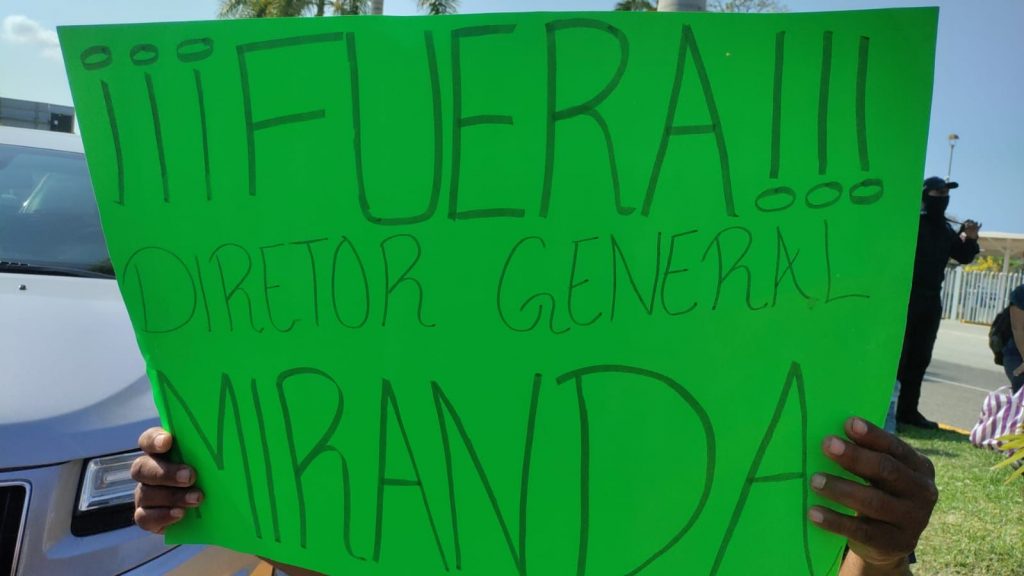 ¡¡¡FUERA!!!
DIRETOR GENERAL
MIRANDA